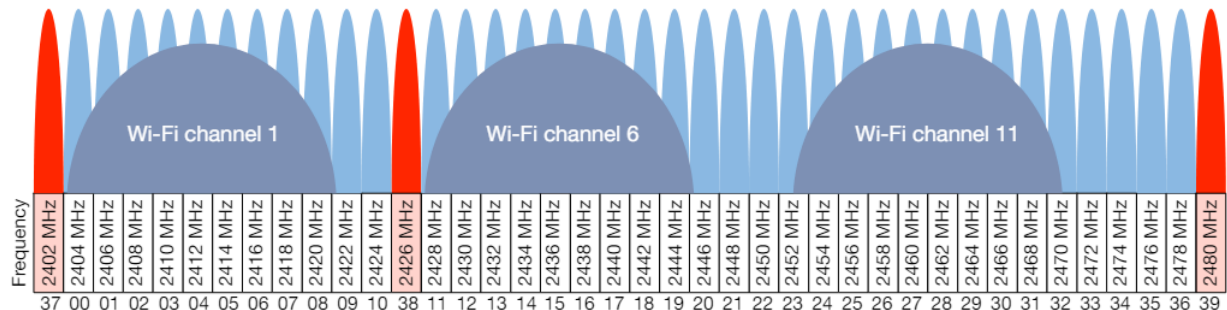 Wi-Fi channel 1 Wi-Fi channel 6 Wi-Fi channel 11
Frequency
2402 MHz
2404 MHz
2406 MHz
2408 MHz
2410 MHz
2412 MHz
2414 MHz
2416 MHz
2418 MHz
2420 MHz
2422 MHz
2424 MHz
2426 MHz
2428 MHz
2430 MHz
2432 MHz
2434 MHz
2436 MHz
2438 MHz
2440 MHz
2442 MHz
2444 MHz
2446 MHz
2448 MHz
2450 MHz
2452 MHz
2454 MHz
2456 MHz
2458 MHz
2460 MHz
2462 MHz
2464 MHz
2466 MHz
2468 MHz
2470 MHz
2472 MHz
2474 MHz
2476 MHz
2478 MHz
2480 MHz
37 00 01 02 03 04 05 06 07 08 09 10 38 11 12 13 14 15 16 17 18 19 20 21 22 23 24 25 26 27 28 29 30 31 32 33 34 35 36 39